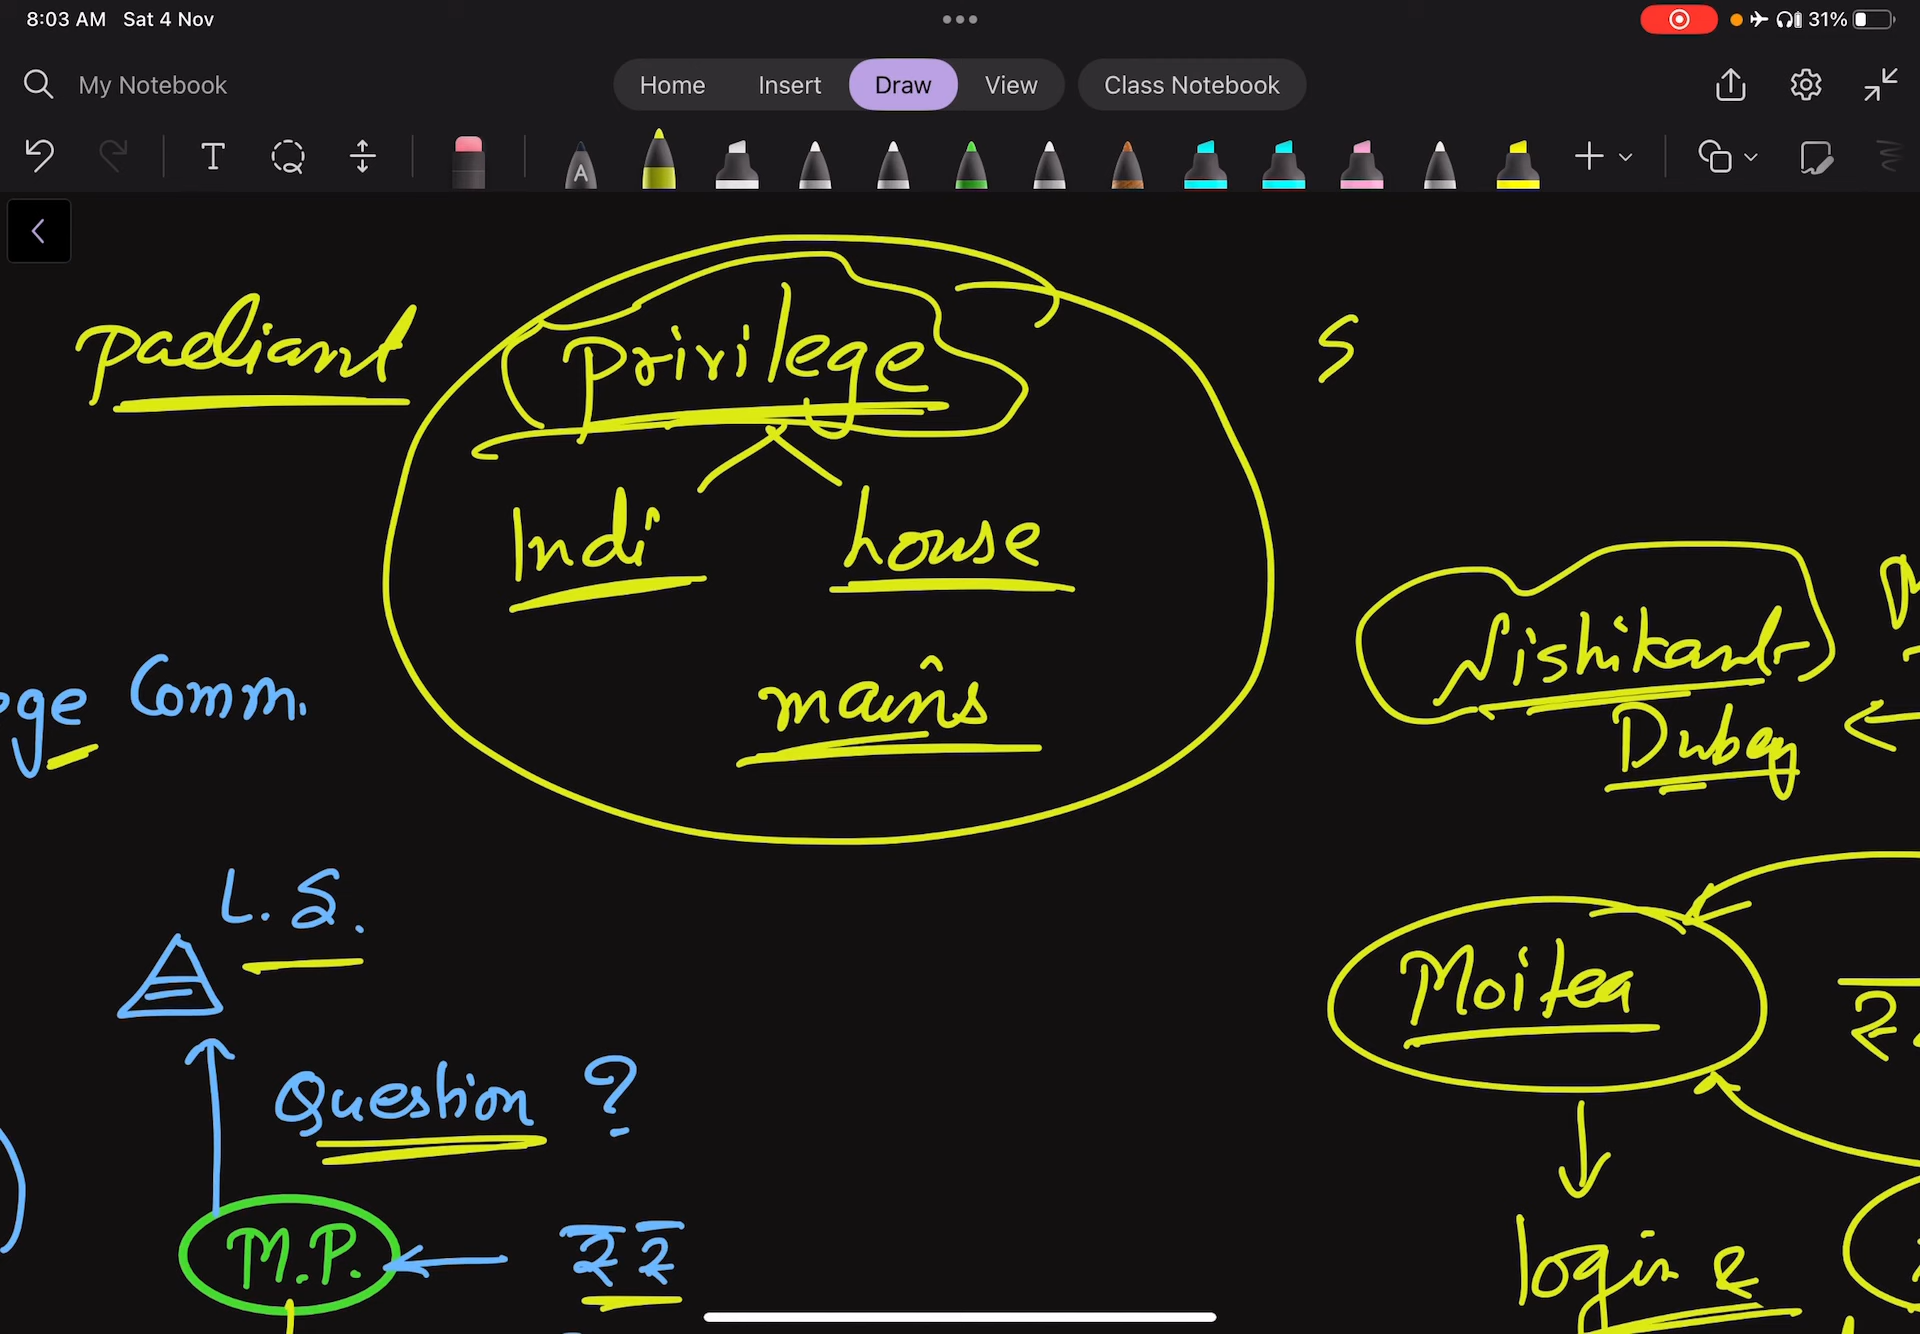 8:03 AM Sat 4 Nov
31%
My Notebook
Home Insert Draw View Class Notebook
T
A
Privilege
S
Indi house
mains
Nishikant
Dubey
ge Comm.
L. S.
Moitra
Question ?
M.P. ₹ ₹
login &